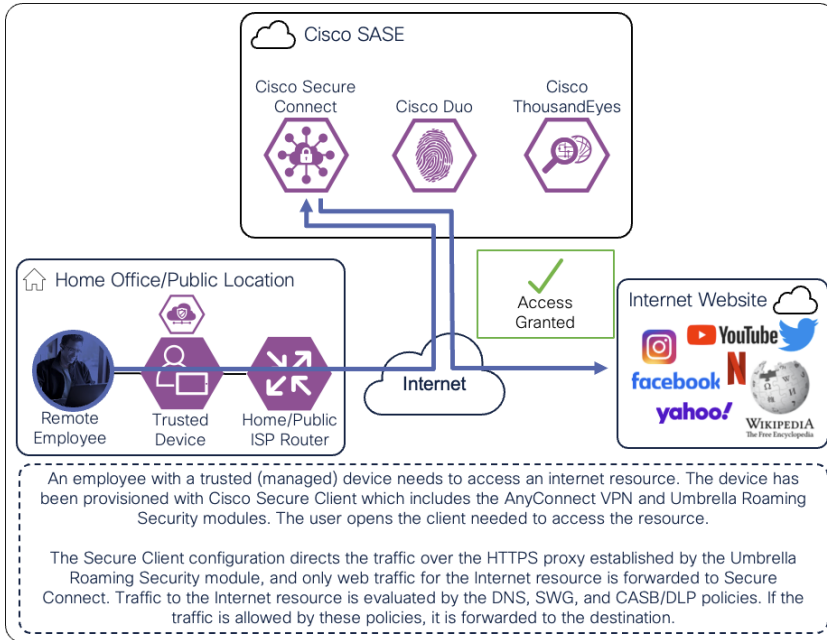 Cisco SASE
Cisco Secure
Connect
Cisco Duo
Cisco
ThousandEyes
Home Office/Public Location
Access
Granted
Internet Website
YouTube
facebook
N
yahoo!
WIKIPEDIA
The Free Encyclopedia
Internet
Remote
Employee
Trusted
Device
Home/Public
ISP Router
An employee with a trusted (managed) device needs to access an internet resource. The device has
been provisioned with Cisco Secure Client which includes the AnyConnect VPN and Umbrella Roaming
Security modules. The user opens the client needed to access the resource.
The Secure Client configuration directs the traffic over the HTTPS proxy established by the Umbrella
Roaming Security module, and only web traffic for the Internet resource is forwarded to Secure
Connect. Traffic to the Internet resource is evaluated by the DNS, SWG, and CASB/DLP policies. If the
traffic is allowed by these policies, it is forwarded to the destination.